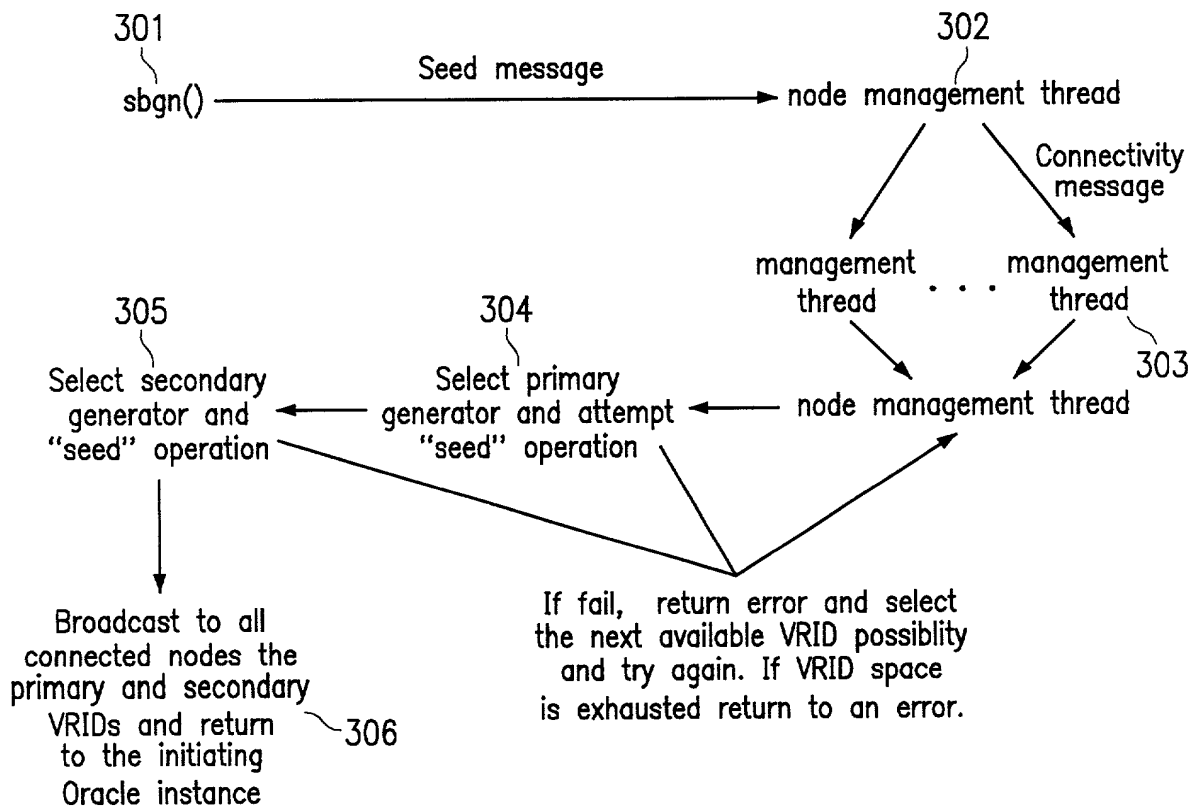 301
302
Seed message
sbgn()
node management thread
Connectivity
message
management
thread
. . .
management
thread
303
305
304
Select secondary
generator and
“seed” operation
Select primary
generator and attempt
“seed” operation
node management thread
If fail, return error and select
the next available VRID possiblity
and try again. If VRID space
is exhausted return to an error.
Broadcast to all
connected nodes the
primary and secondary
VRIDs and return
to the initiating
Oracle instance
306